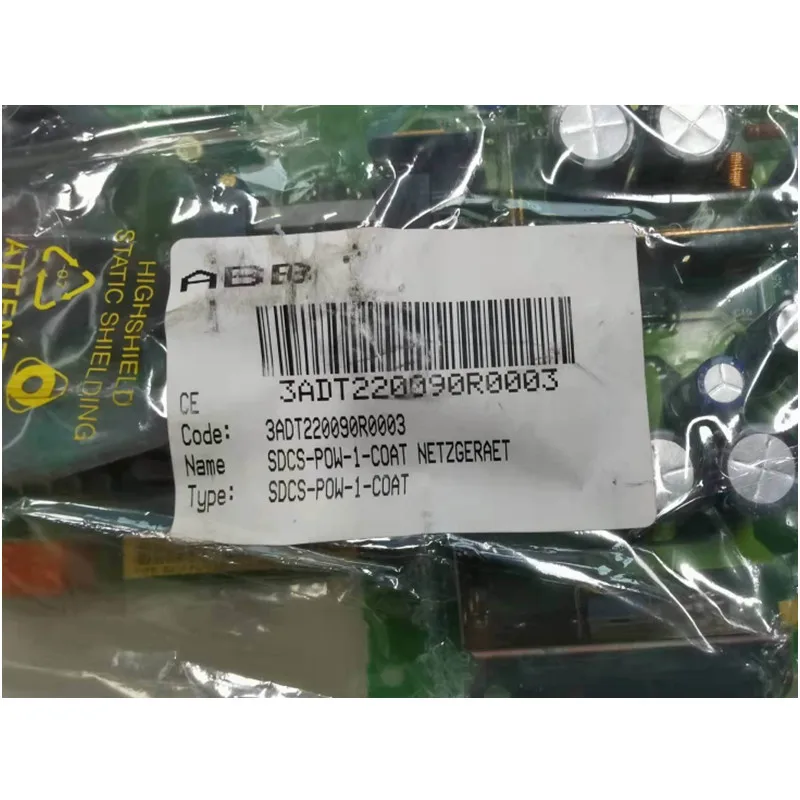 ABB
3ADT220090R0003
CE
Code: 3ADT220090R0003
Name SDCS-POW-1-COAT NETZGERAET
Type: SDCS-POW-1-COAT
HIGHSHIELD
STATIC SHIELDING